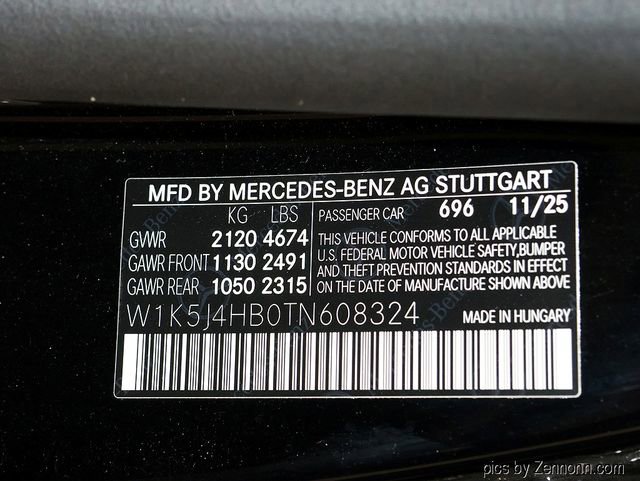 MFD BY MERCEDES-BENZ AG STUTTGART
KG LBS
GVWR 2120 4674
GAWR FRONT 1130 2491
GAWR REAR 1050 2315
PASSENGER CAR 696 11/25
THIS VEHICLE CONFORMS TO ALL APPLICABLE
U.S. FEDERAL MOTOR VEHICLE SAFETY,BUMPER
AND THEFT PREVENTION STANDARDS IN EFFECT
ON THE DATE OF MANUFACTURE SHOWN ABOVE
W1K5J4HB0TN608324
MADE IN HUNGARY
pics by Zennorin.com